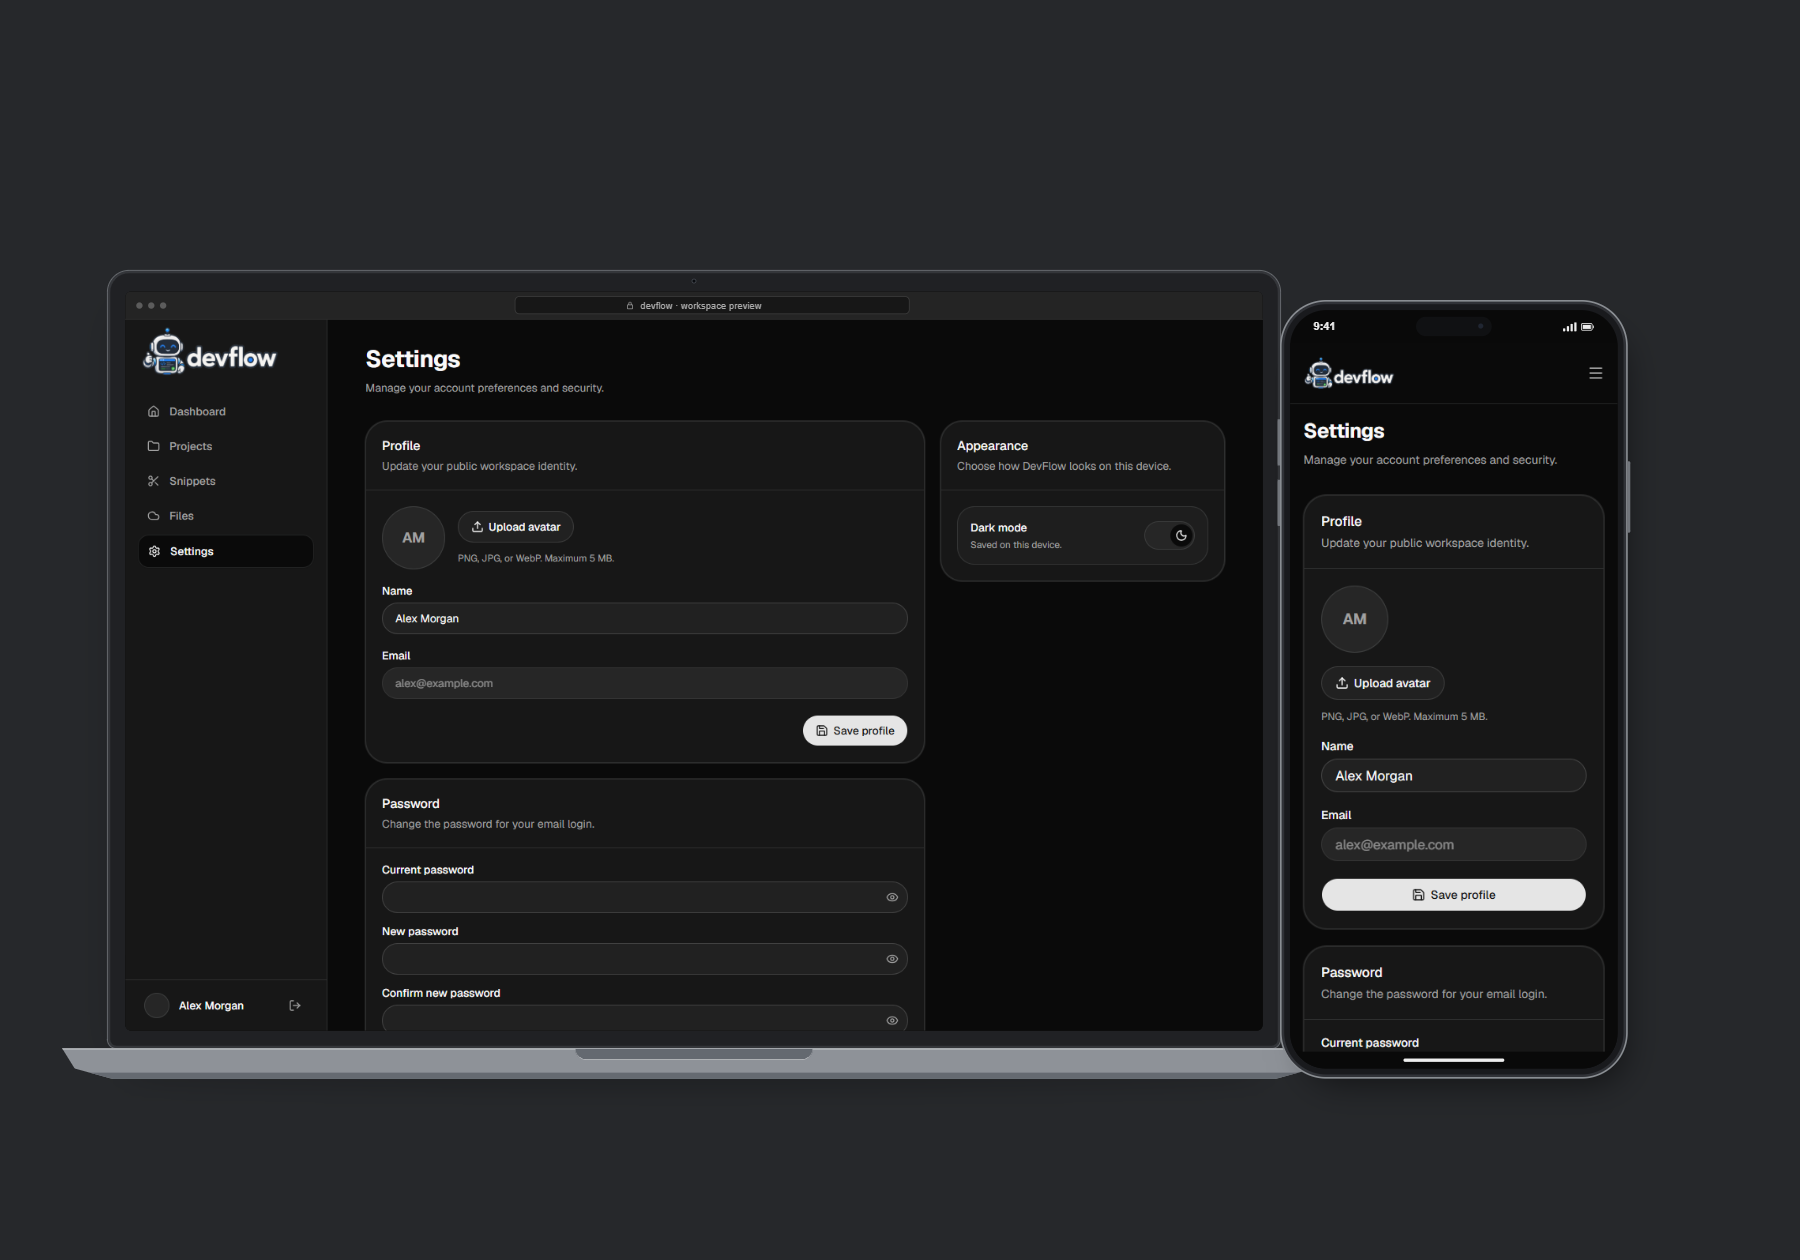 devflow · workspace preview
devflow
Dashboard
Projects
Snippets
Files
Settings
Alex Morgan
Settings
Manage your account preferences and security.
Profile
Update your public workspace identity.
AM
Upload avatar
PNG, JPG, or WebP. Maximum 5 MB.
Name
Alex Morgan
Email
alex@example.com
Save profile
Password
Change the password for your email login.
Current password
New password
Confirm new password
Appearance
Choose how DevFlow looks on this device.
Dark mode
Saved on this device.
9:41
devflow
Settings
Manage your account preferences and security.
Profile
Update your public workspace identity.
AM
Upload avatar
PNG, JPG, or WebP. Maximum 5 MB.
Name
Alex Morgan
Email
alex@example.com
Save profile
Password
Change the password for your email login.
Current password